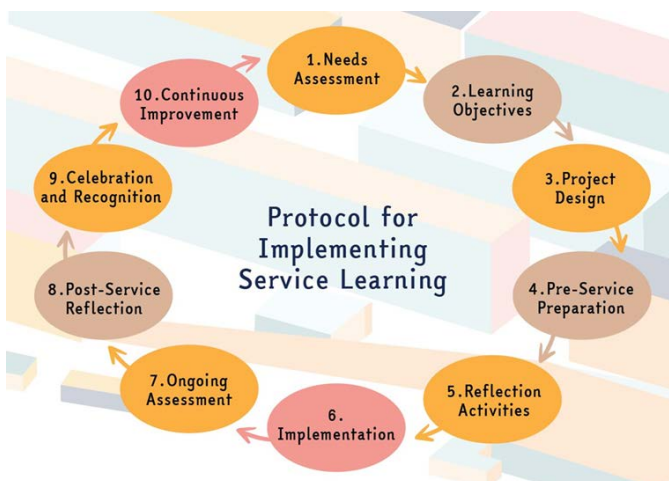 1.Needs
Assessment
2.Learning
Objectives
3.Project
Design
4.Pre-Service
Preparation
5.Reflection
Activities
6.
Implementation
7.Ongoing
Assessment
8.Post-Service
Reflection
9.Celebration
and Recognition
10.Continuous
Improvement
Protocol for
Implementing
Service Learning